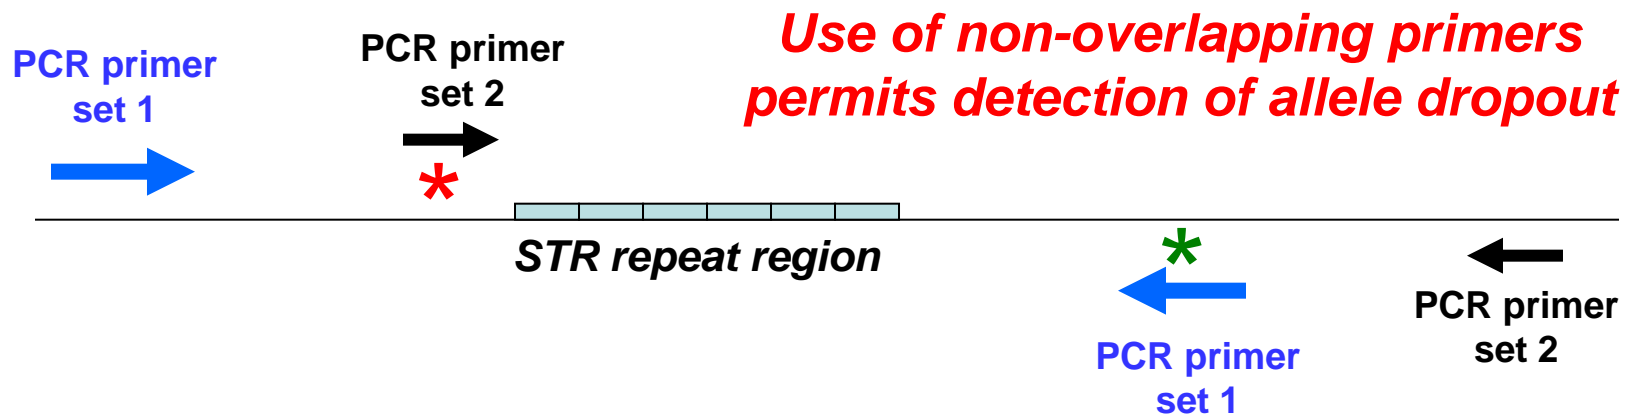 PCR primer
set 1
PCR primer
set 2
Use of non-overlapping primers
permits detection of allele dropout
*
STR repeat region
*
PCR primer
set 1
PCR primer
set 2